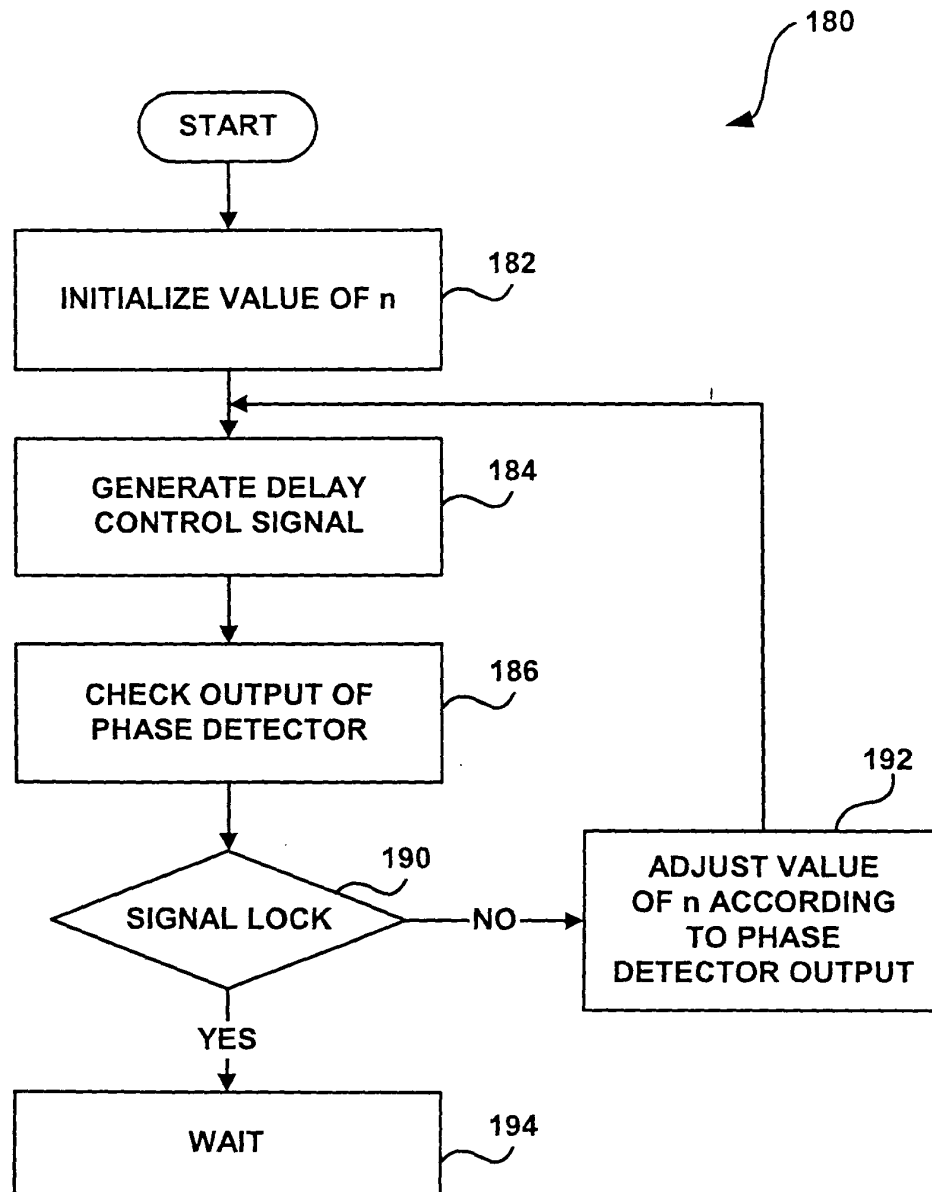 180
START
182
INITIALIZE VALUE OF n
184
GENERATE DELAY
CONTROL SIGNAL
186
CHECK OUTPUT OF
PHASE DETECTOR
192
190
SIGNAL LOCK
NO
ADJUST VALUE
OF n ACCORDING
TO PHASE
DETECTOR OUTPUT
YES
WAIT
194